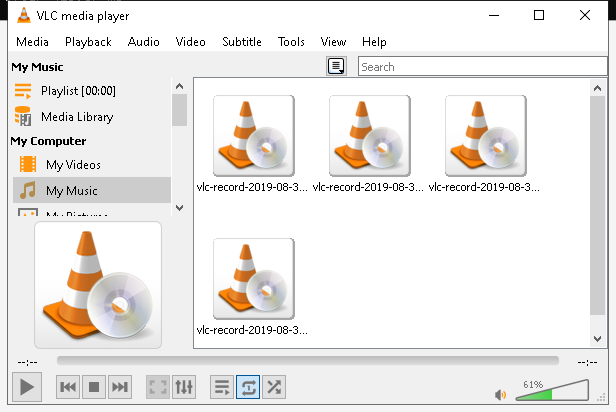 VLC media player
Media Playback Audio Video Subtitle Tools View Help
My Music
Search
Playlist [00:00]
Media Library
My Computer
My Videos
My Music
My Pictures
vlc-record-2019-08-3... vlc-record-2019-08-3... vlc-record-2019-08-3...
vlc-record-2019-08-3...
--:-- --:--
61%